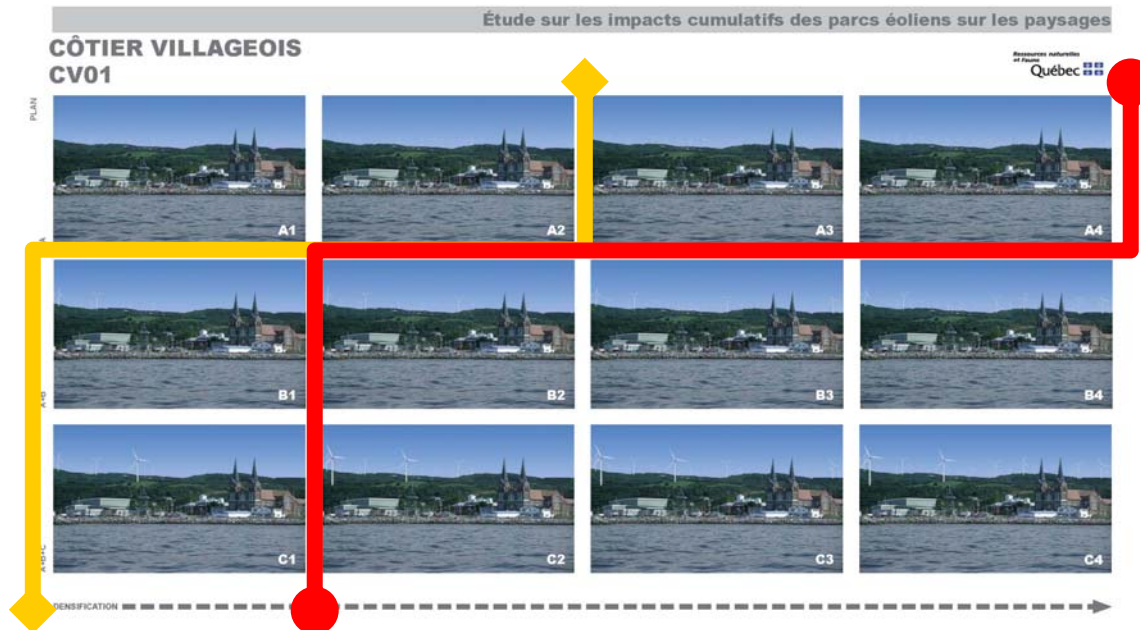 Étude sur les impacts cumulatifs des parcs éoliens sur les paysages
CÔTIER VILLAGEOIS
CV01
Ressources naturelles
et Faune
Québec
PLAN
A1
A2
A3
A4
A
B1
B2
B3
B4
A+B
C1
C2
C3
C4
A+B+C
DENSIFICATION